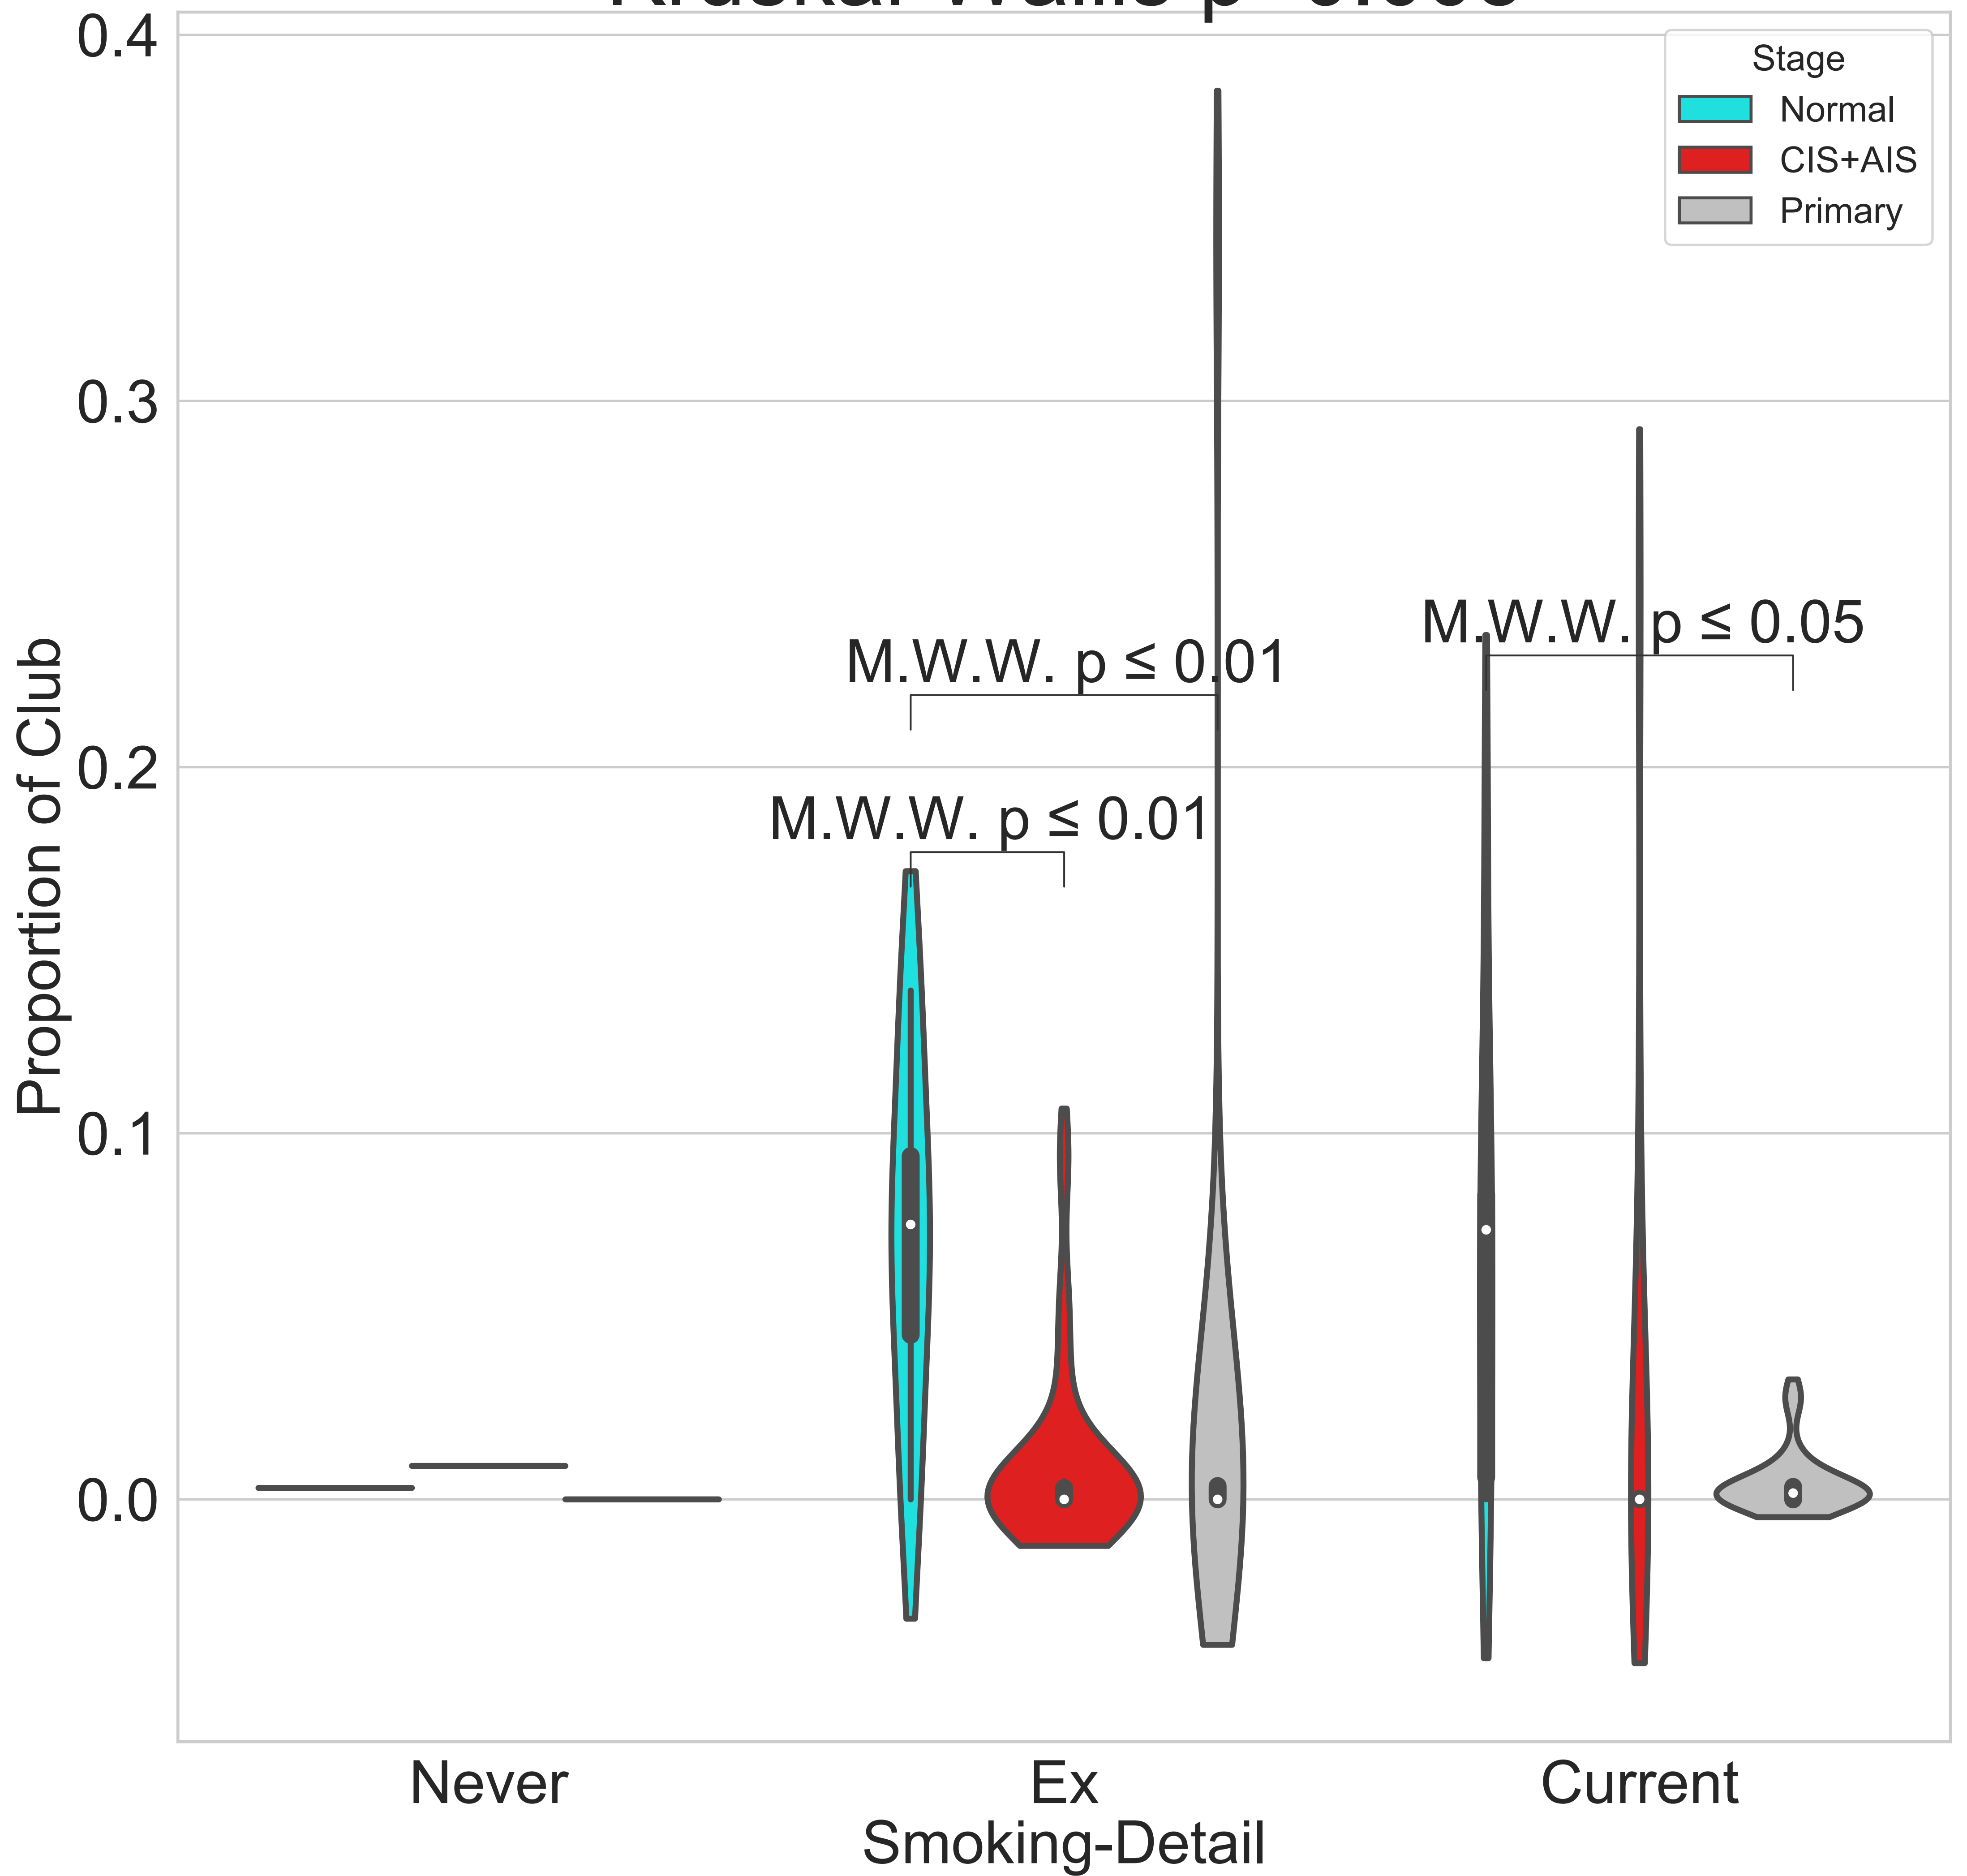 0.4
0.3
0.2
0.1
0.0
Proportion of Club
Stage
Normal
CIS+AIS
Primary
M.W.W. p ≤ 0.05
M.W.W. p ≤ 0.01
M.W.W. p ≤ 0.01
Never
Ex
Current
Smoking-Detail